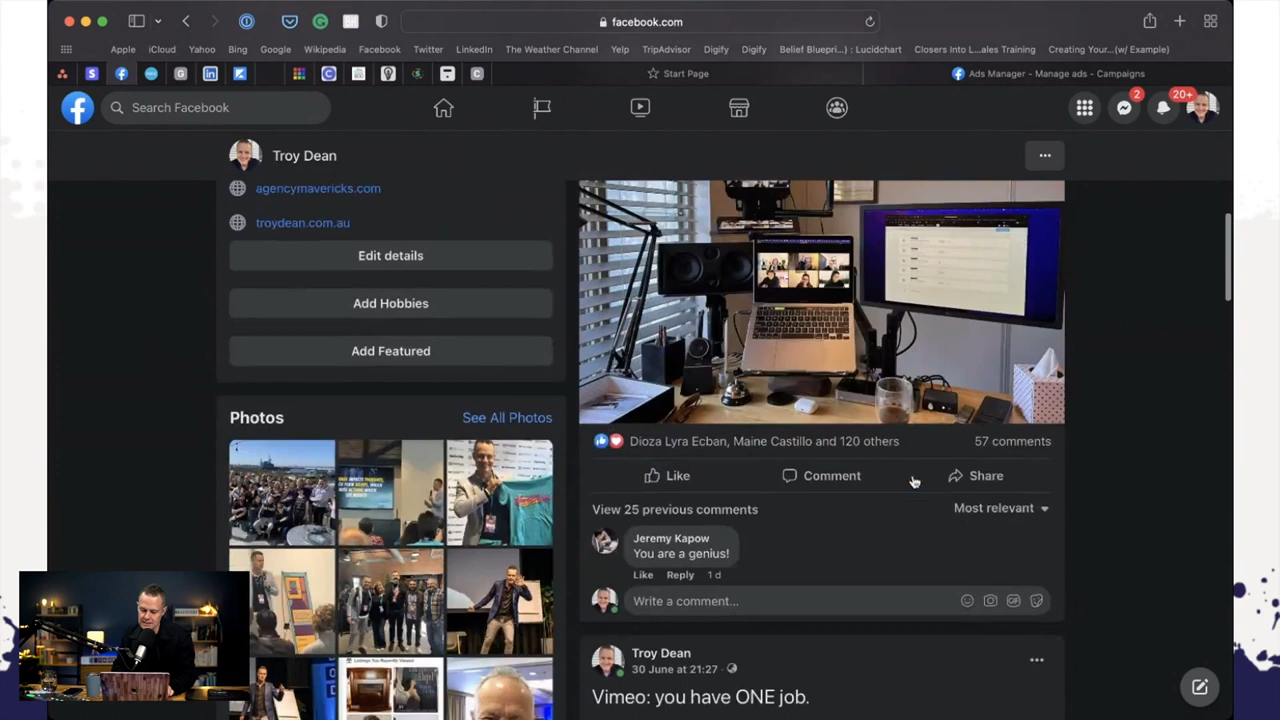 facebook.com
Apple iCloud Yahoo Bing Google Wikipedia Facebook Twitter LinkedIn The Weather Channel Yelp TripAdvisor Digify Digify Belief Bluepri...) : Lucidchart Closers Into L...ales Training Creating Your...(w/ Example)
Start Page
Ads Manager - Manage ads - Campaigns
Search Facebook
2
20+
Troy Dean
agencymavericks.com
troydean.com.au
Edit details
Add Hobbies
Add Featured
Photos
See All Photos
Dioza Lyra Ecban, Maine Castillo and 120 others
57 comments
Like
Comment
Share
View 25 previous comments
Most relevant
Jeremy Kapow
You are a genius!
Like Reply 1 d
Write a comment...
Troy Dean
30 June at 21:27
Vimeo: you have ONE job.